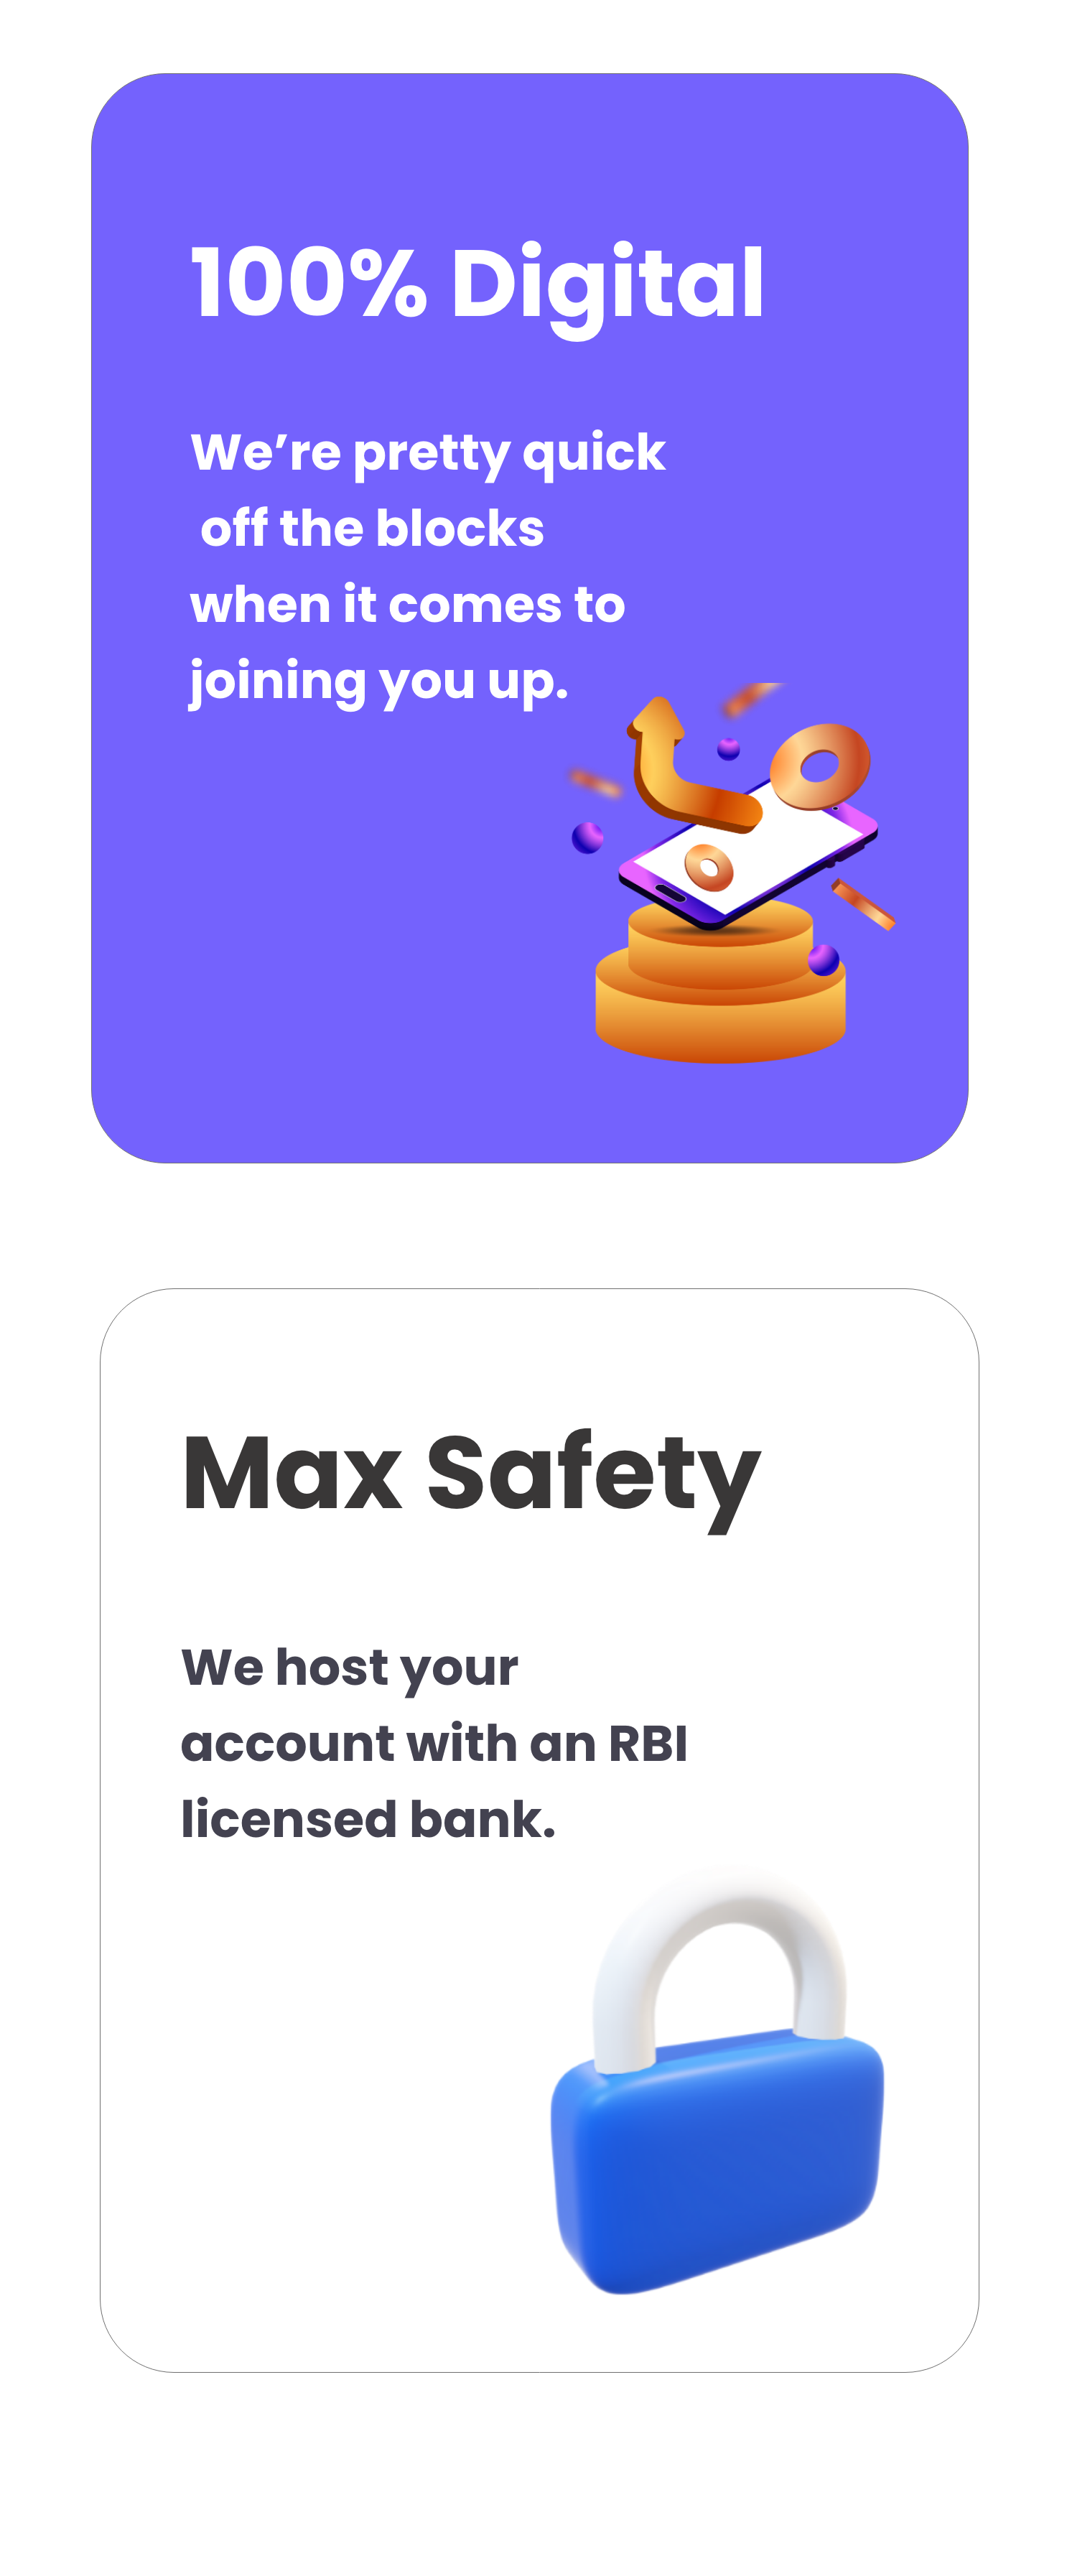 100% Digital
We’re pretty quick
off the blocks
when it comes to
joining you up.
Max Safety
We host your
account with an RBI
licensed bank.